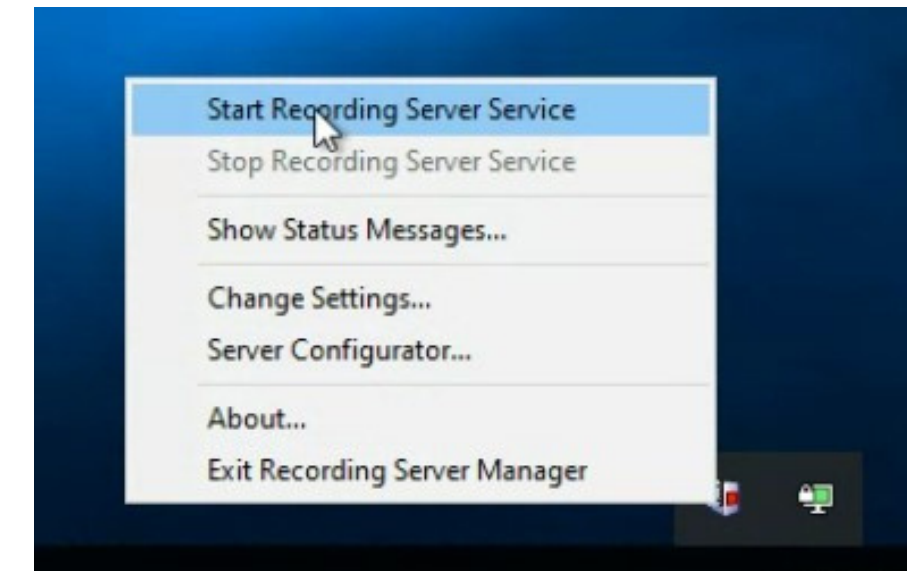 Start Recording Server Service
Stop Recording Server Service
Show Status Messages...
Change Settings...
Server Configurator...
About...
Exit Recording Server Manager